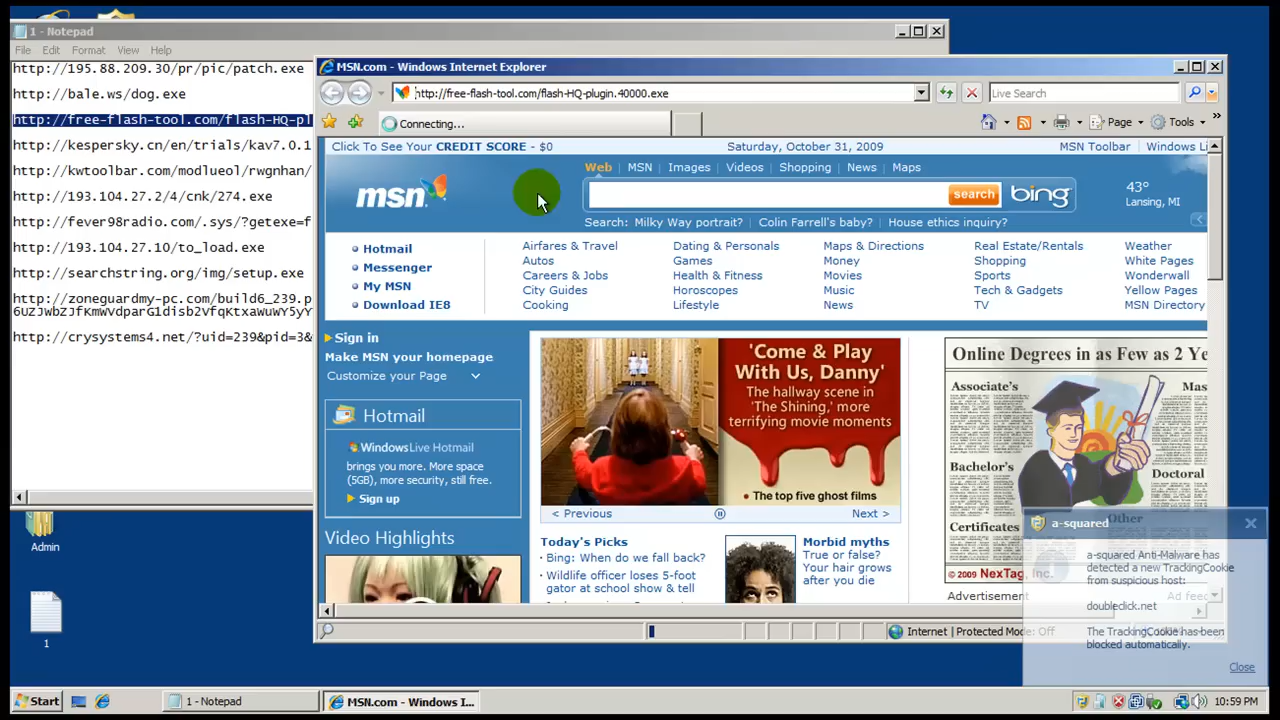 1 - Notepad
File Edit Format View Help
http://195.88.209.30/pr/pic/patch.exe
http://bale.ws/dog.exe
http://free-flash-tool.com/flash-HQ-pl
http://kespersky.cn/en/trials/kav7.0.1
http://kwtoolbar.com/modlueol/rwgnhan/
http://193.104.27.2/4/cnk/274.exe
http://fever98radio.com/.sys/?getexe=f
http://193.104.27.10/to_load.exe
http://searchstring.org/img/setup.exe
http://zoneguardmy-pc.com/build6_239.p
http://crysystems4.net/?uid=239&pid=3&
Admin
1
MSN.com - Windows Internet Explorer
http://free-flash-tool.com/flash-HQ-plugin.40000.exe
Live Search
Connecting...
Page Tools
Click To See Your CREDIT SCORE - $0
Saturday, October 31, 2009
MSN Toolbar Windows Li
msn
Web MSN Images Videos Shopping News Maps
search bing
43°
Lansing, MI
Search: Milky Way portrait? Colin Farrell's baby? House ethics inquiry?
Hotmail
Messenger
My MSN
Download IE8
Airfares & Travel
Autos
Careers & Jobs
City Guides
Cooking
Dating & Personals
Games
Health & Fitness
Horoscopes
Lifestyle
Maps & Directions
Money
Movies
Music
News
Real Estate/Rentals
Shopping
Sports
Tech & Gadgets
TV
Weather
White Pages
Wonderwall
Yellow Pages
MSN Directory
Sign in
Make MSN your homepage
Customize your Page
Hotmail
WindowsLive Hotmail
brings you more. More space
(5GB), more security, still free.
Sign up
Video Highlights
'Come & Play
With Us, Danny'
The hallway scene in
'The Shining,' more
terrifying movie moments
• The top five ghost films
< Previous Next >
Today's Picks
· Bing: When do we fall back?
· Wildlife officer loses 5-foot
gator at school show & tell
Morbid myths
True or false?
Your hair grows
after you die
Online Degrees in as Few as 2 Ye
Associate's
Mas
Bachelor's
Doctoral
Certificates
Other
© 2009 NexTag, Inc.
Advertisement
Ad feed
a-squared
a-squared Anti-Malware has
detected a new TrackingCookie
from suspicious host:
doubleclick.net
The TrackingCookie has been
blocked automatically.
Close
Internet | Protected Mode: Off
Start
1 - Notepad
MSN.com - Windows I...
10:59 PM